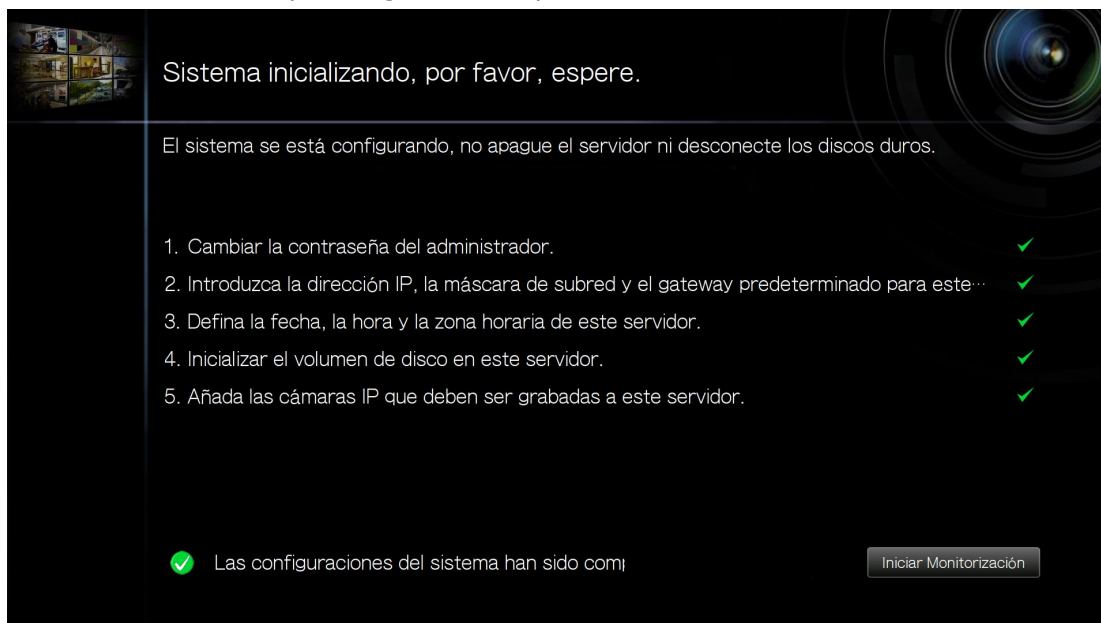 Sistema inicializando, por favor, espere.
El sistema se está configurando, no apague el servidor ni desconecte los discos duros.
1. Cambiar la contraseña del administrador.
2. Introduzca la dirección IP, la máscara de subred y el gateway predeterminado para este...
3. Defina la fecha, la hora y la zona horaria de este servidor.
4. Inicializar el volumen de disco en este servidor.
5. Añada las cámaras IP que deben ser grabadas a este servidor.
Las configuraciones del sistema han sido
Iniciar Monitorización